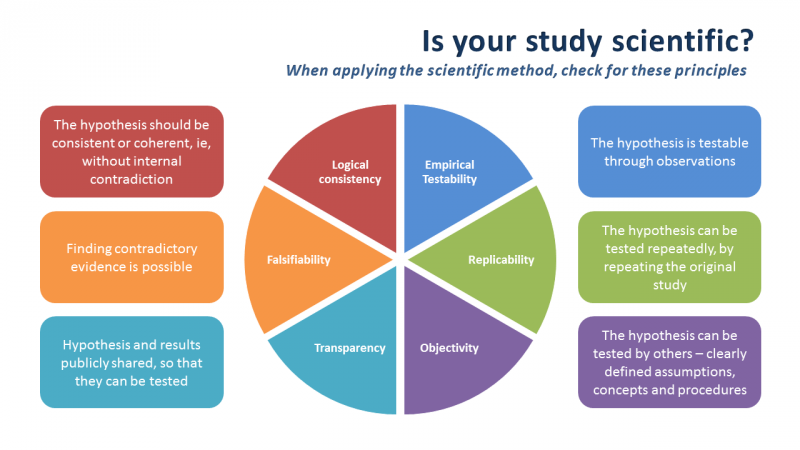 Is your study scientific?
When applying the scientific method, check for these principles
The hypothesis should be
consistent or coherent, ie,
without internal
contradiction
Finding contradictory
evidence is possible
Hypothesis and results
publicly shared, so that
they can be tested
Logical
consistency
Empirical
Testability
Falsifiability
Replicability
Transparency
Objectivity
The hypothesis is testable
through observations
The hypothesis can be
tested repeatedly, by
repeating the original
study
The hypothesis can be
tested by others – clearly
defined assumptions,
concepts and procedures